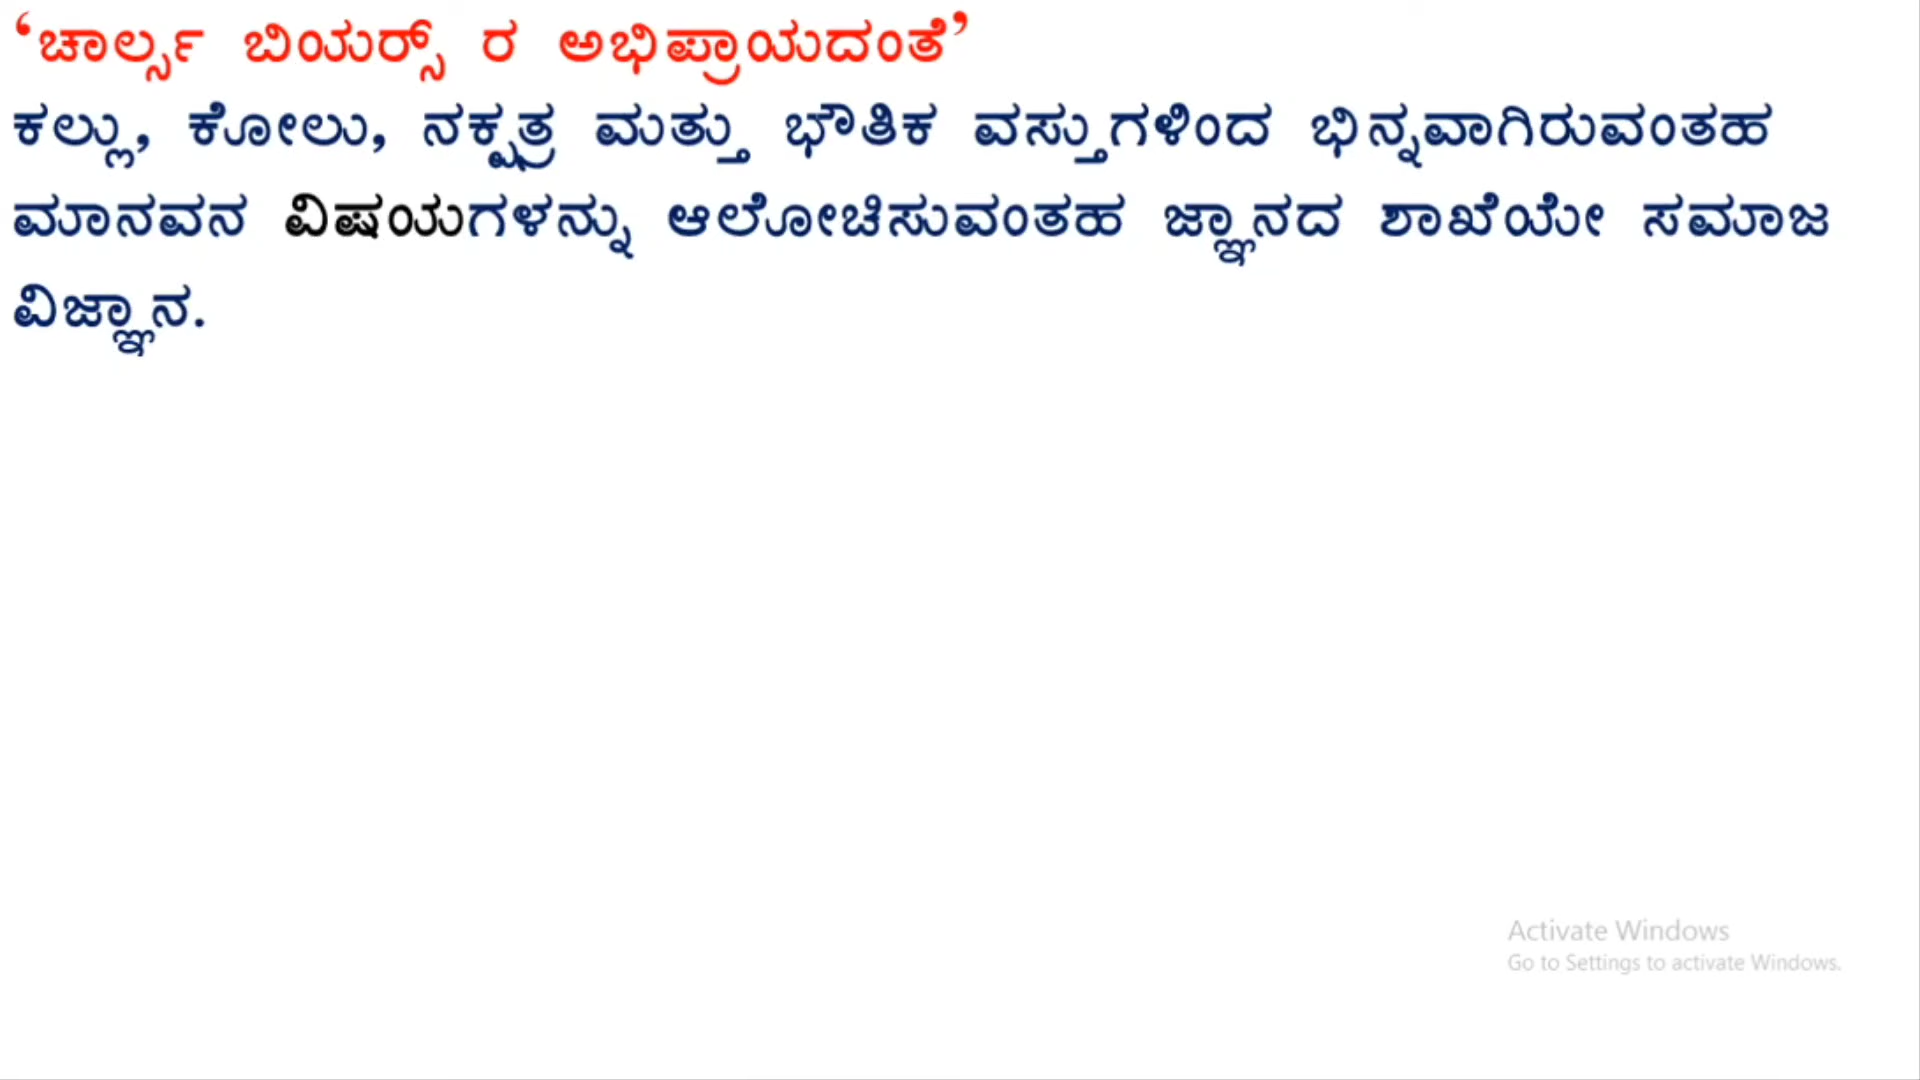 ‘ಚಾರ್ಲ್ಸ್ ಬಿಯರ್ಸ್ಸ್ ರ ಅಭಿಪ್ರಾಯದಂತೆ’
ಕಲ್ಲು, ಕೋಲು, ನಕ್ಷತ್ರ ಮತ್ತು ಭೌತಿಕ ವಸ್ತುಗಳಿಂದ ಭಿನ್ನವಾಗಿರುವಂತಹ
ಮಾನವನ ವಿಷಯಗಳನ್ನು ಆಲೋಚಿಸುವಂತಹ ಜ್ಞಾನದ ಶಾಖೆಯೇ ಸಮಾಜ
ವಿಜ್ಞಾನ.
Activate Windows
Go to Settings to activate Windows.